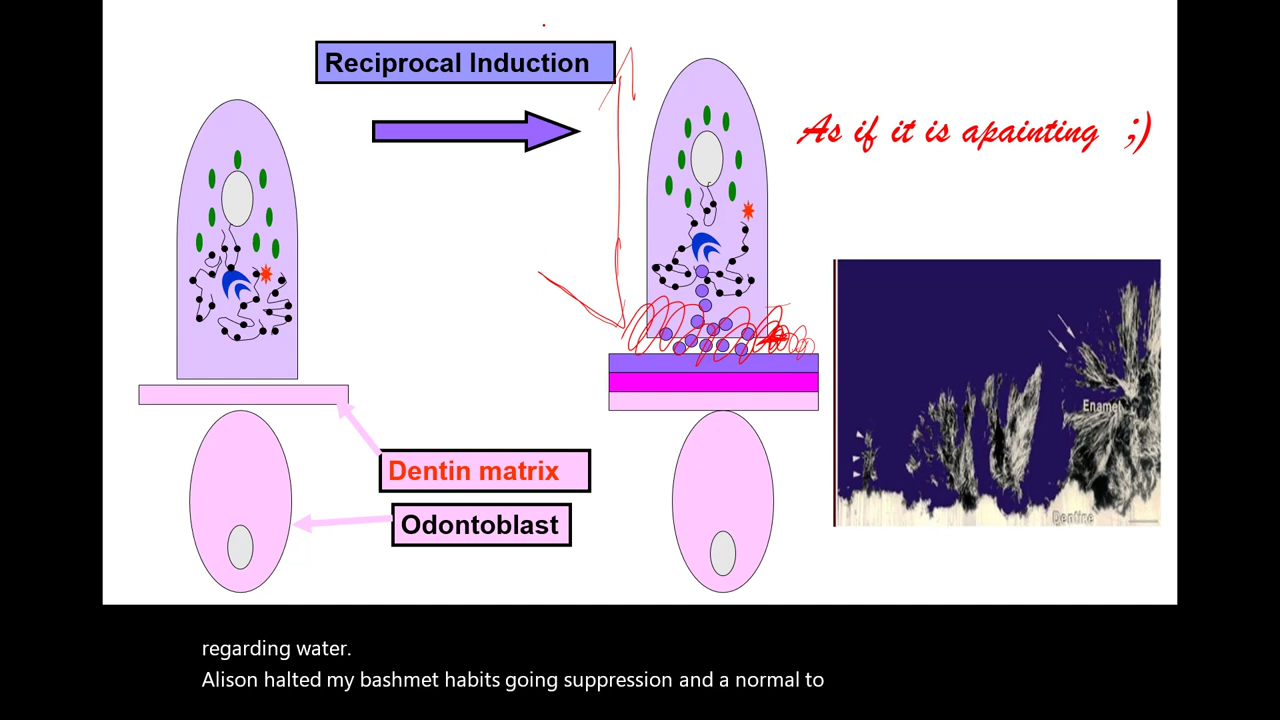 Reciprocal Induction
As if it is apainting ;)
Enamel
Dentin matrix
Odontoblast
Dentine
regarding water.
Alison halted my bashmet habits going suppression and a normal to